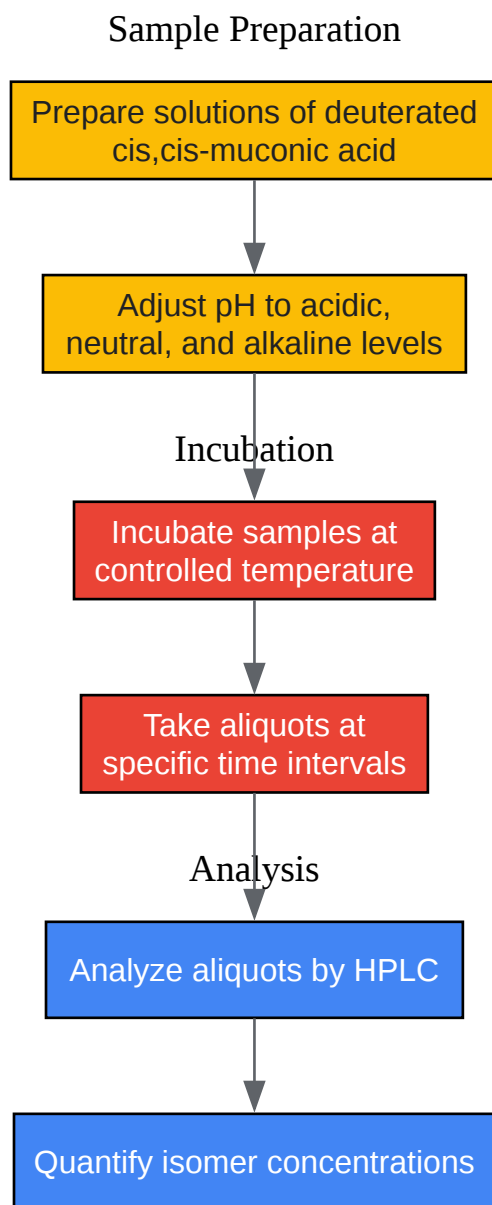 Sample Preparation
Prepare solutions of deuterated
cis,cis-muconic acid
Adjust pH to acidic,
neutral, and alkaline levels
Incubation
Incubate samples at
controlled temperature
Take aliquots at
specific time intervals
Analysis
Analyze aliquots by HPLC
Quantify isomer concentrations